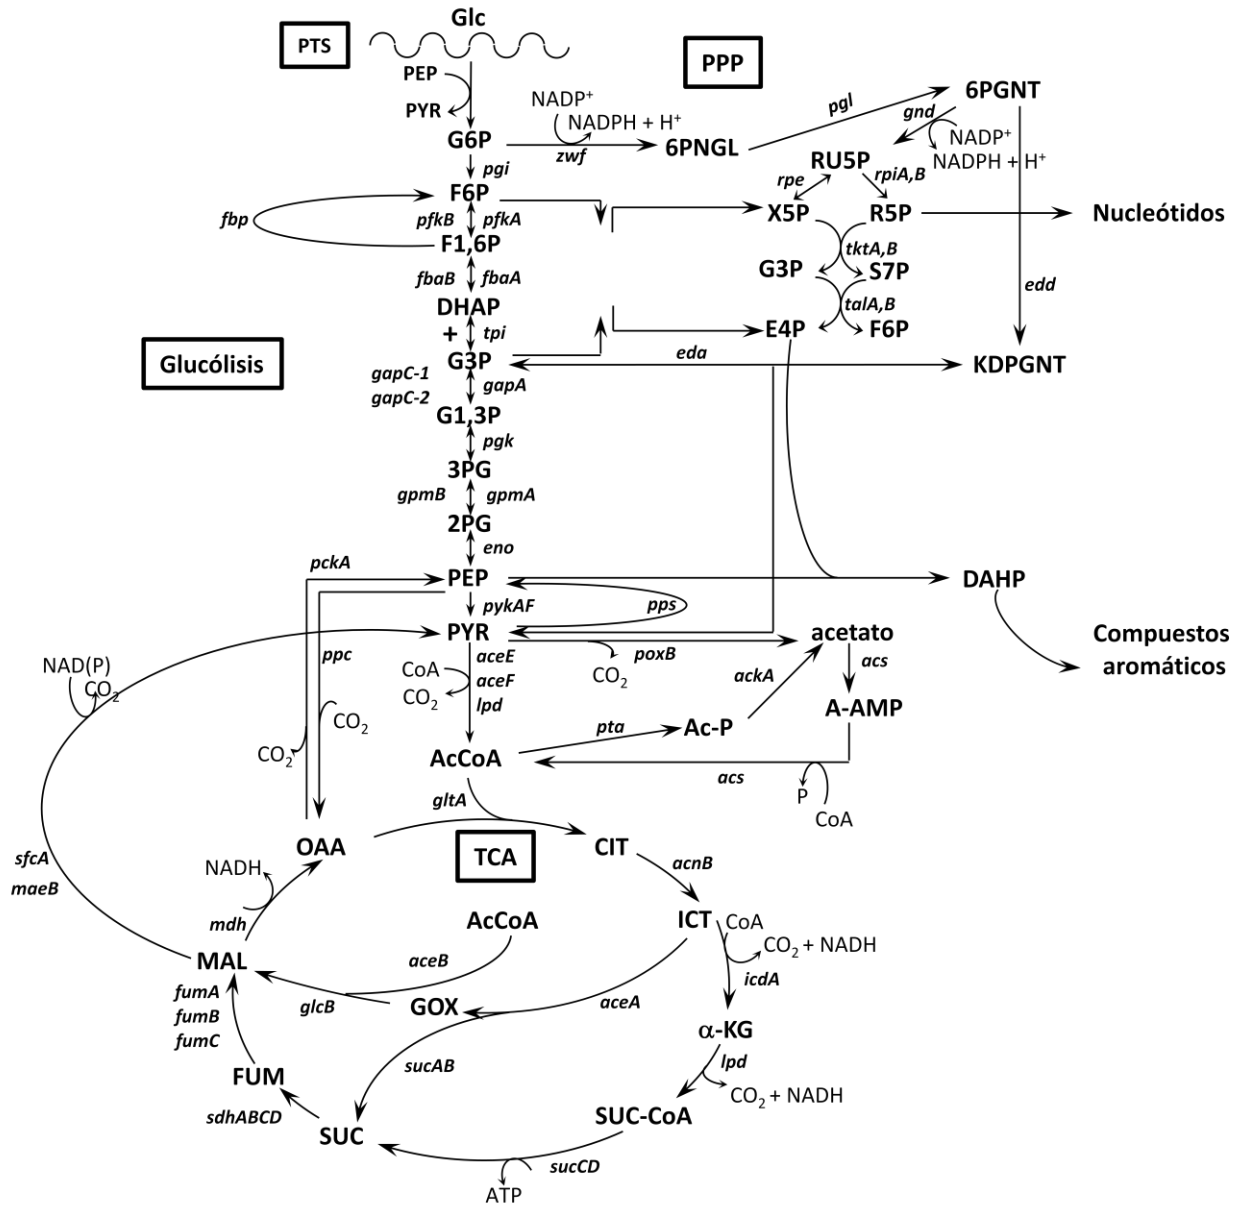 Glc
PTS
PPP
PEP
PYR
NADP⁺
NADPH + H⁺
G6P
zwf
6PNGL
pgl
6PGNT
gnd
NADP⁺
NADPH + H⁺
pgi
RU5P
rpe
rpiA,B
F6P
fbp
pfkB
pfkA
X5P
R5P
Nucleótidos
F1,6P
tktA,B
fbaB
fbaA
G3P
S7P
edd
DHAP
talA,B
+
tpi
E4P
F6P
Glucólisis
G3P
eda
KDPGNT
gapC-1
gapA
gapC-2
G1,3P
pgk
3PG
gpmB
gpmA
2PG
eno
pckA
PEP
DAHP
pykAF
pps
PYR
acetato
Compuestos
aromáticos
ppc
aceE
poxB
CO₂
acs
NAD(P)
CO₂
CoA
aceF
CO₂
lpd
ackA
A-AMP
CO₂
CO₂
pta
Ac-P
AcCoA
acs
P
CoA
gltA
OAA
TCA
CIT
sfcA
maeB
NADH
acnB
mdh
AcCoA
ICT
CoA
CO₂ + NADH
MAL
aceB
icdA
fumA
fumB
fumC
glcB
GOX
aceA
α-KG
FUM
sucAB
lpd
CO₂ + NADH
sdhABCD
SUC
SUC-CoA
sucCD
ATP